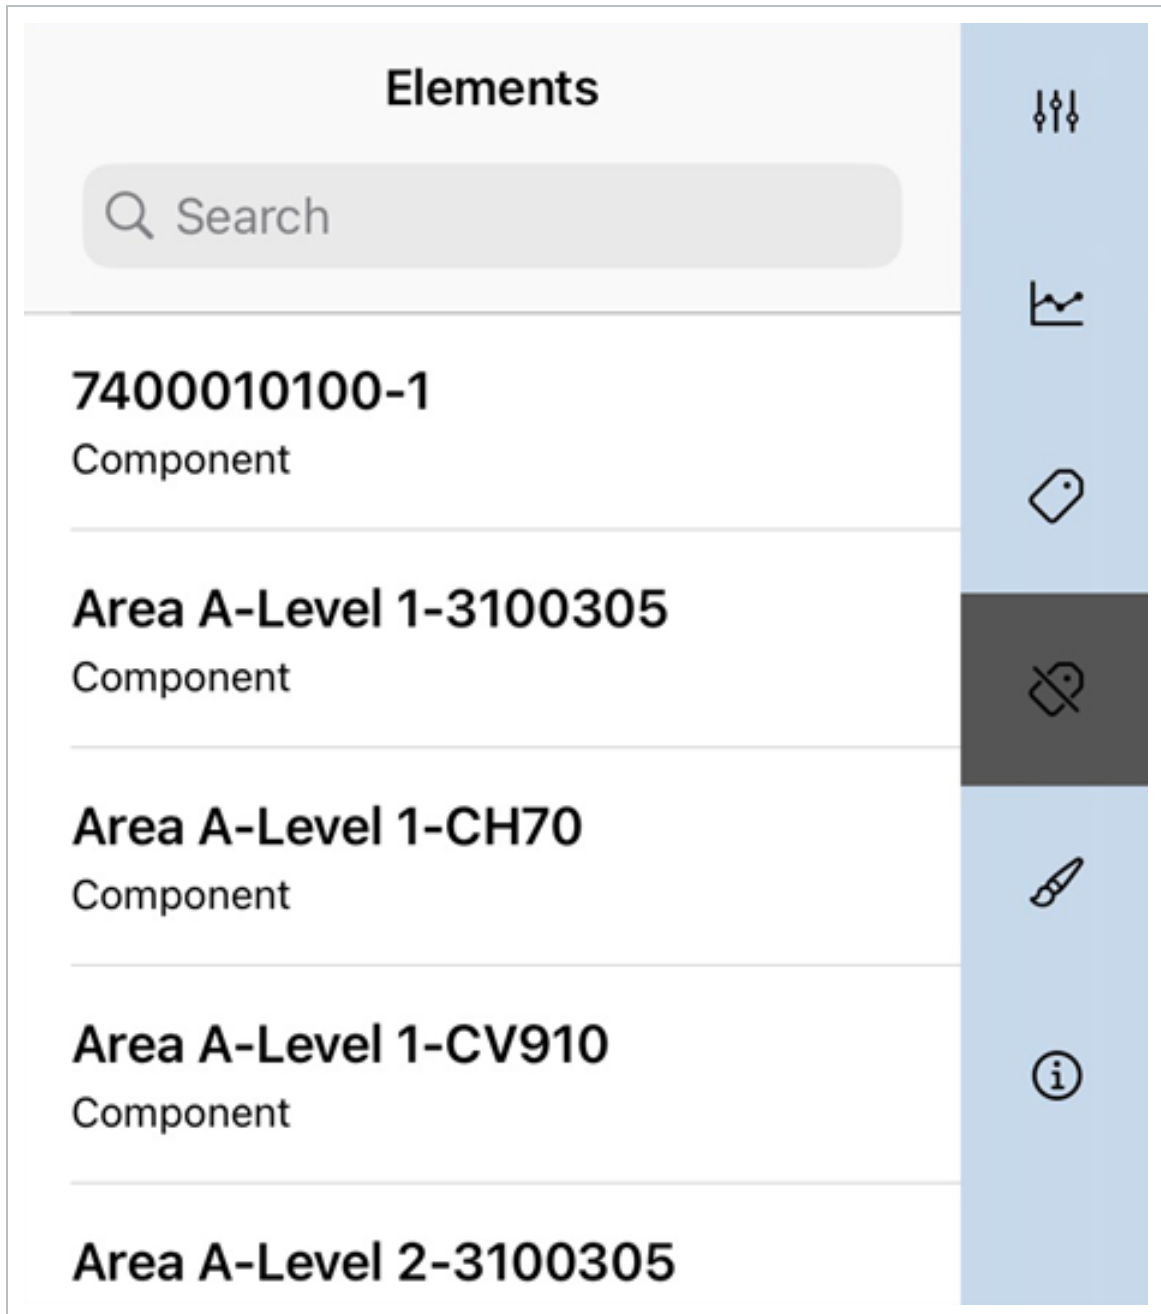 Elements
Search
7400010100-1
Component
Area A-Level 1-3100305
Component
Area A-Level 1-CH70
Component
Area A-Level 1-CV910
Component
Area A-Level 2-3100305